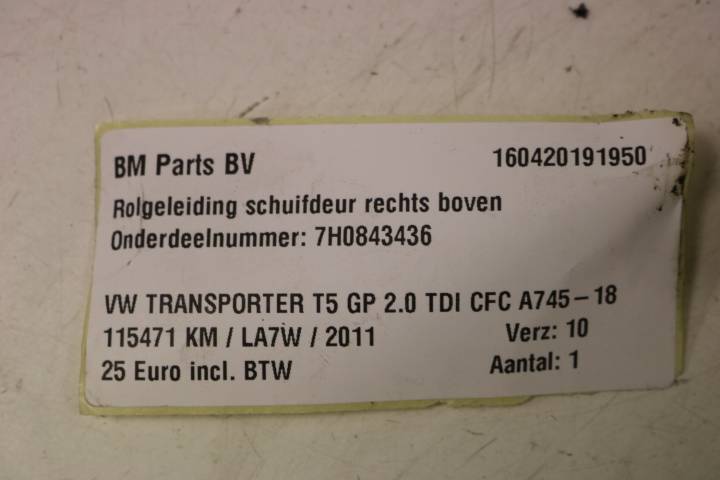 BM Parts BV 160420191950
Rolgeleiding schuifdeur rechts boven
Onderdeelnummer: 7H0843436
VW TRANSPORTER T5 GP 2.0 TDI CFC A745-18
115471 KM / LA7W / 2011 Verz: 10
25 Euro incl. BTW Aantal: 1